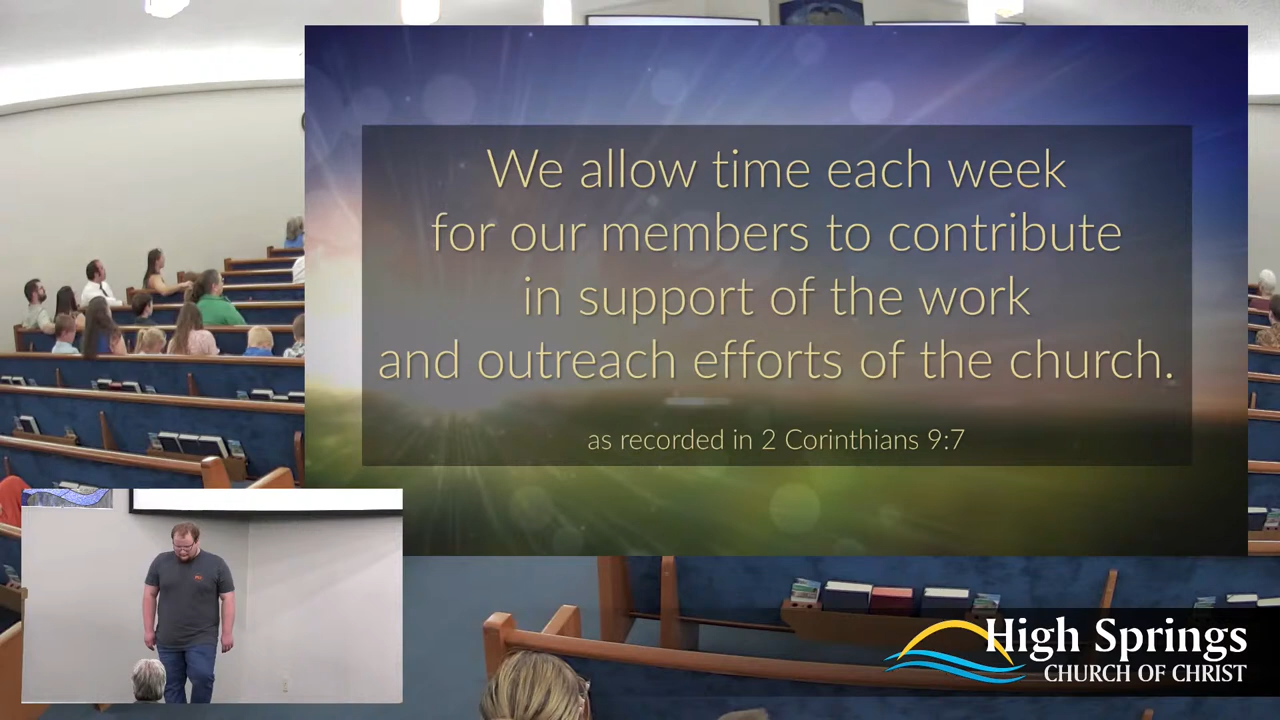 We allow time each week
for our members to contribute
in support of the work
and outreach efforts of the church.
as recorded in 2 Corinthians 9:7
High Springs
CHURCH OF CHRIST